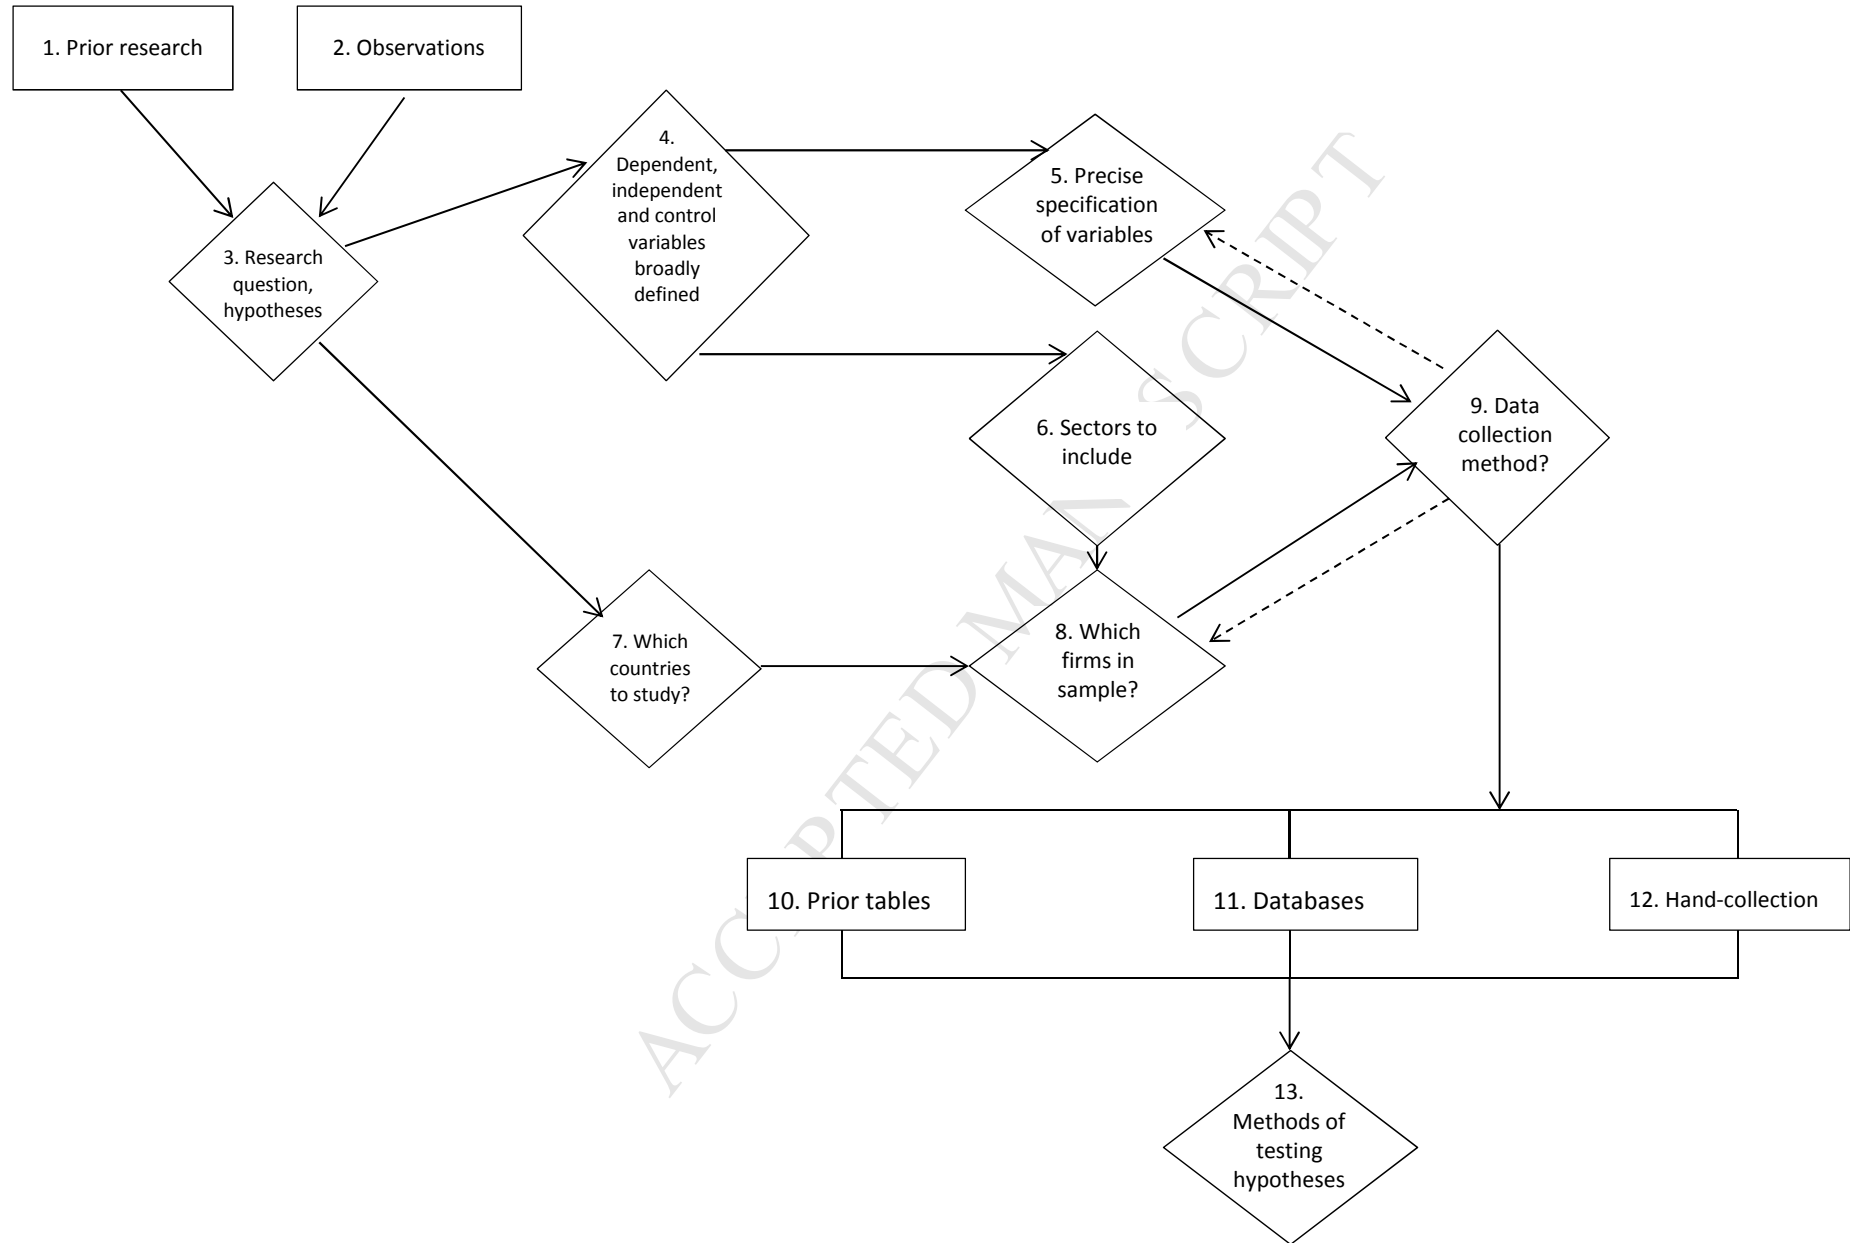 1. Prior research
2. Observations
3. Research
question,
hypotheses
4.
Dependent,
independent
and control
variables
broadly
defined
5. Precise
specification
of variables
6. Sectors to
include
7. Which
countries
to study?
8. Which
firms in
sample?
9. Data
collection
method?
10. Prior tables
11. Databases
12. Hand-collection
13.
Methods of
testing
hypotheses
ACCEPTED MANUSCRIPT